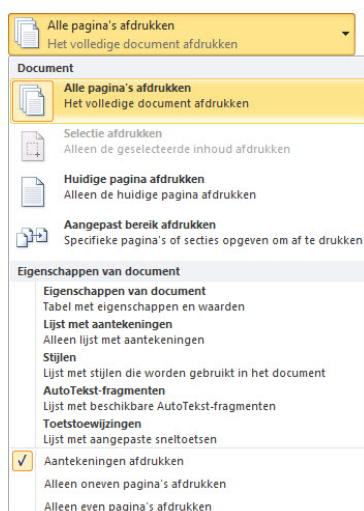 Alle pagina's afdrukken
Het volledige document afdrukken
Document
Alle pagina's afdrukken
Het volledige document afdrukken
Selectie afdrukken
Alleen de geselecteerde inhoud afdrukken
Huidige pagina afdrukken
Alleen de huidige pagina afdrukken
Aangepast bereik afdrukken
Specifieke pagina's of secties opgeven om af te drukken
Eigenschappen van document
Eigenschappen van document
Tabel met eigenschappen en waarden
Lijst met aantekeningen
Alleen lijst met aantekeningen
Stijlen
Lijst met stijlen die worden gebruikt in het document
AutoTekst-fragmenten
Lijst met beschikbare AutoTekst-fragmenten
Toetstoewijzingen
Lijst met aangepaste sneltoetsen
Aantekeningen afdrukken
Alleen oneven pagina's afdrukken
Alleen even pagina's afdrukken